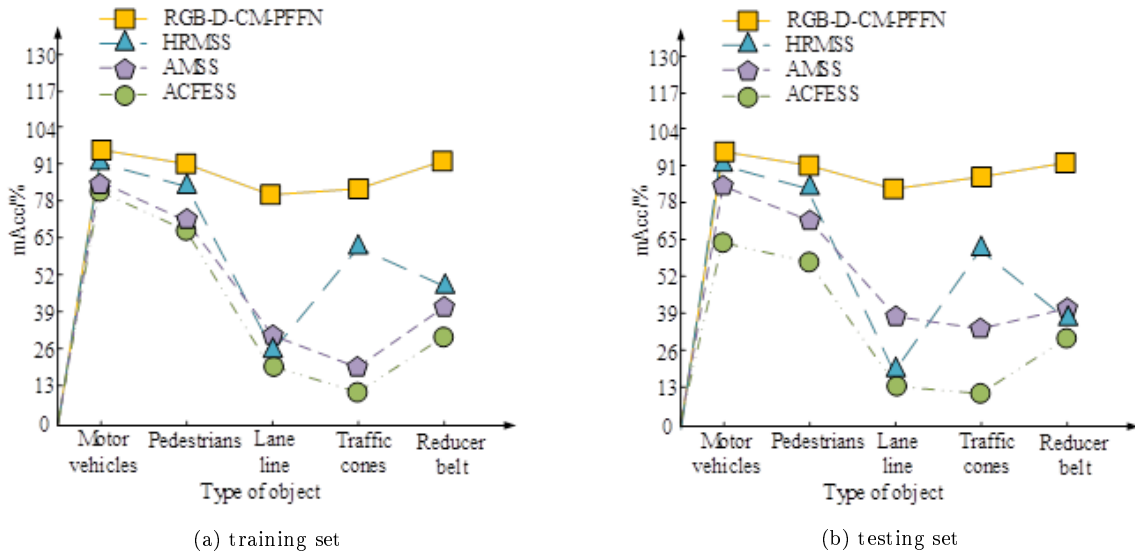 RGB-D-CM-PFFN
HRMSS
AMSS
ACFESS
130
117
104
91
78
65
52
39
26
13
0
mAcc/%
Motor vehicles
Pedestrians
Lane line
Traffic cones
Reducer belt
Type of object
(a) training set
RGB-D-CM-PFFN
HRMSS
AMSS
ACFESS
130
117
104
91
78
65
52
39
26
13
0
mAcc/%
Motor vehicles
Pedestrians
Lane line
Traffic cones
Reducer belt
Type of object
(b) testing set